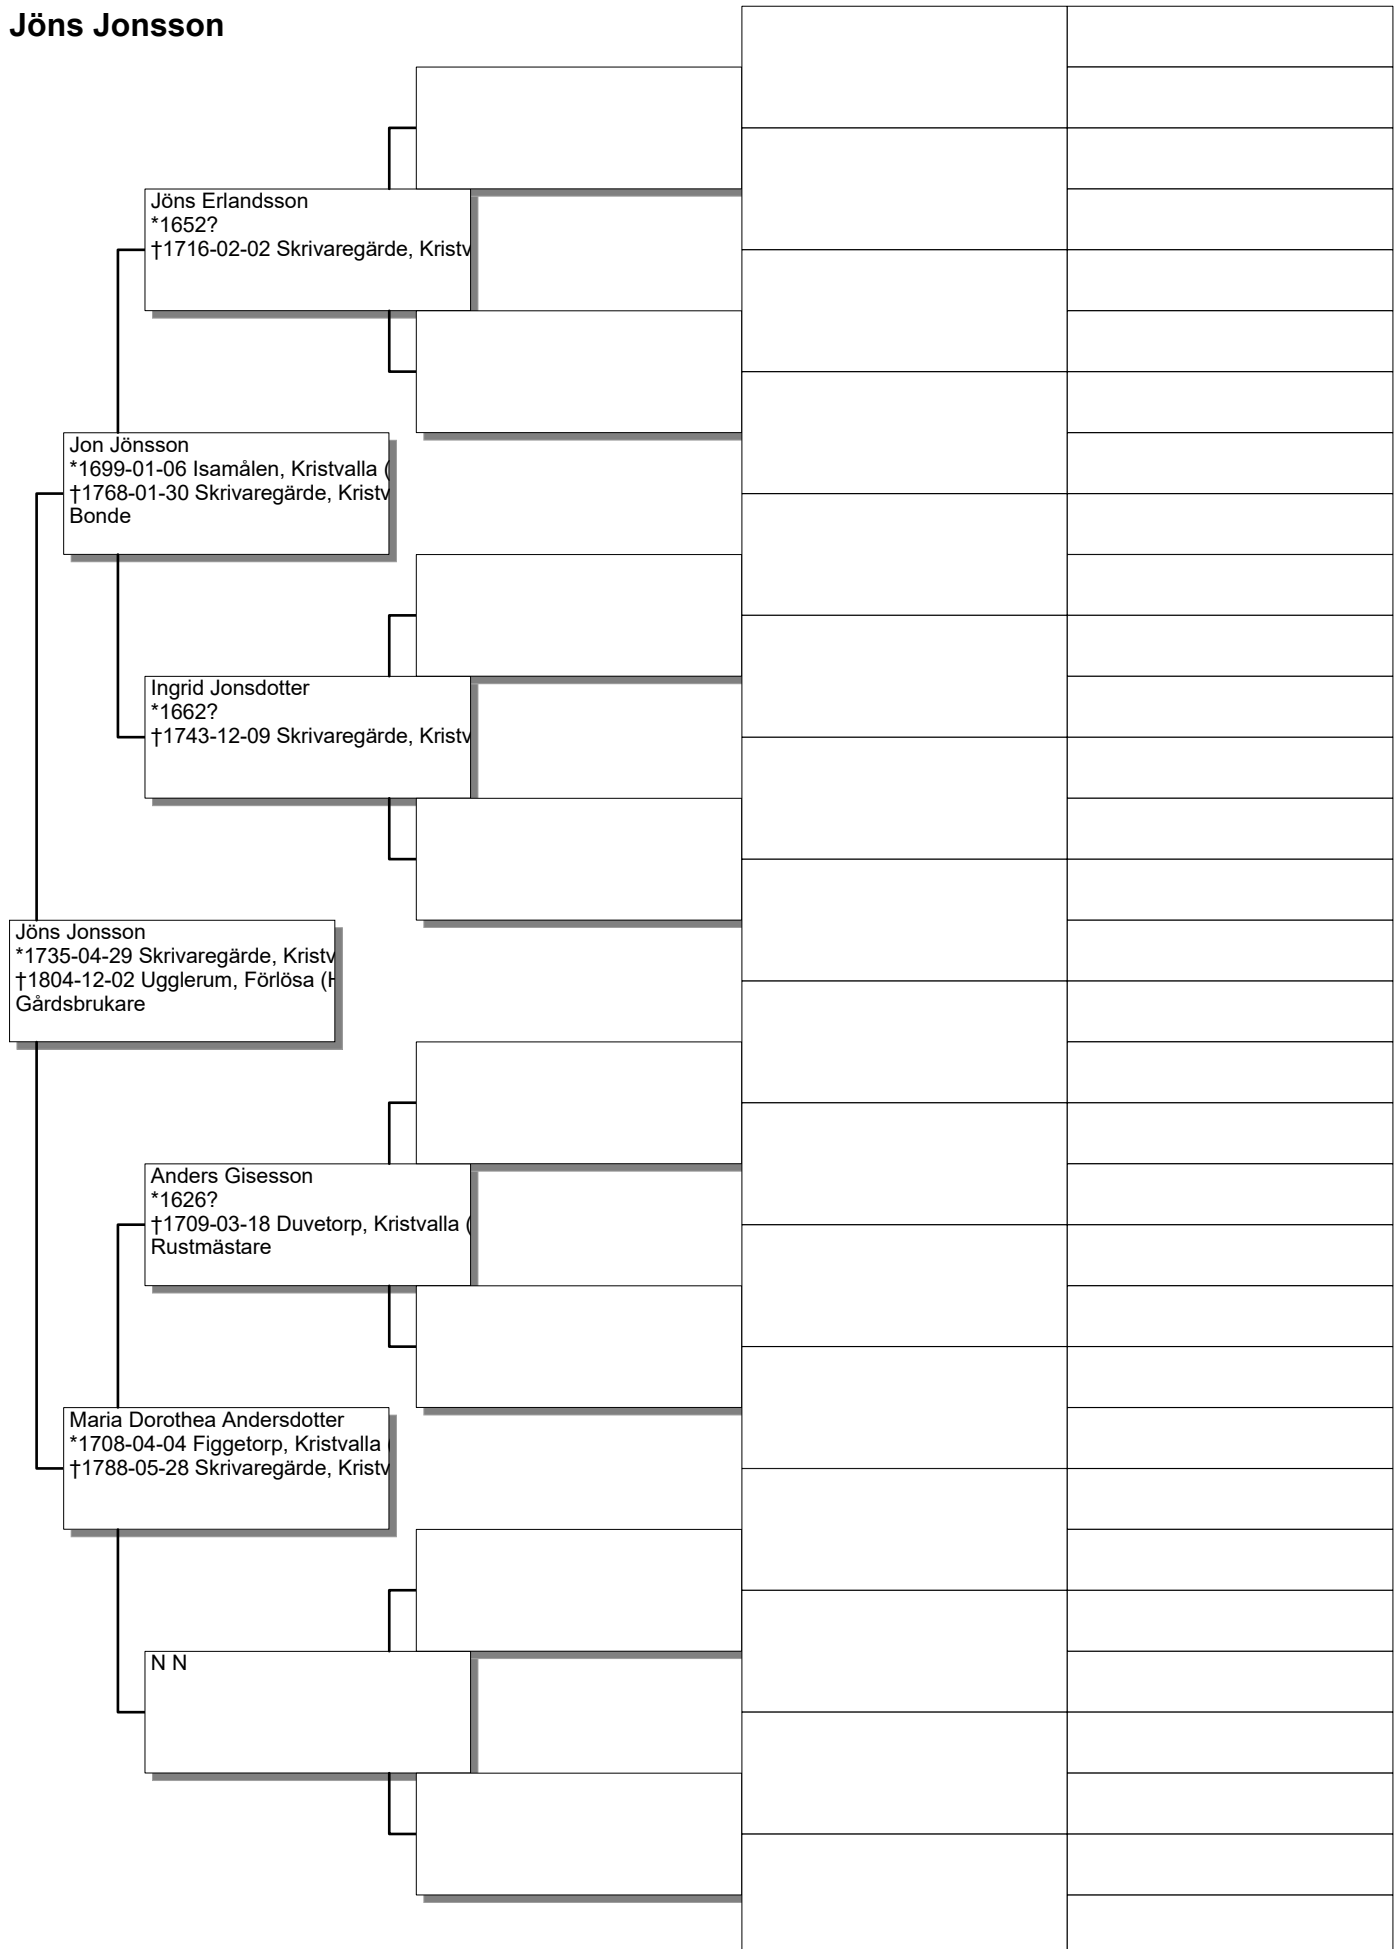 Jöns Jonsson
Jöns Erlandsson
*1652?
†1716-02-02 Skrivaregärde, Kristv
Jon Jönsson
*1699-01-06 Isamålen, Kristvalla (
†1768-01-30 Skrivaregärde, Kristv
Bonde
Ingrid Jonsdotter
*1662?
†1743-12-09 Skrivaregärde, Kristv
Jöns Jonsson
*1735-04-29 Skrivaregärde, Kristv
†1804-12-02 Ugglerum, Förlösa (H
Gårdsbrukare
Anders Gisesson
*1626?
†1709-03-18 Duvetorp, Kristvalla (
Rustmästare
Maria Dorothea Andersdotter
*1708-04-04 Figgetorp, Kristvalla (
†1788-05-28 Skrivaregärde, Kristv
N N